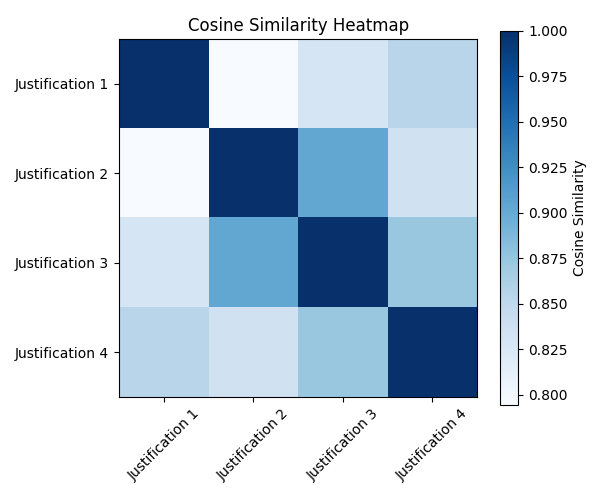 Cosine Similarity Heatmap
Justification 1
Justification 2
Justification 3
Justification 4
Justification 1
Justification 2
Justification 3
Justification 4
1.000
0.975
0.950
0.925
0.900
0.875
0.850
0.825
0.800
Cosine Similarity